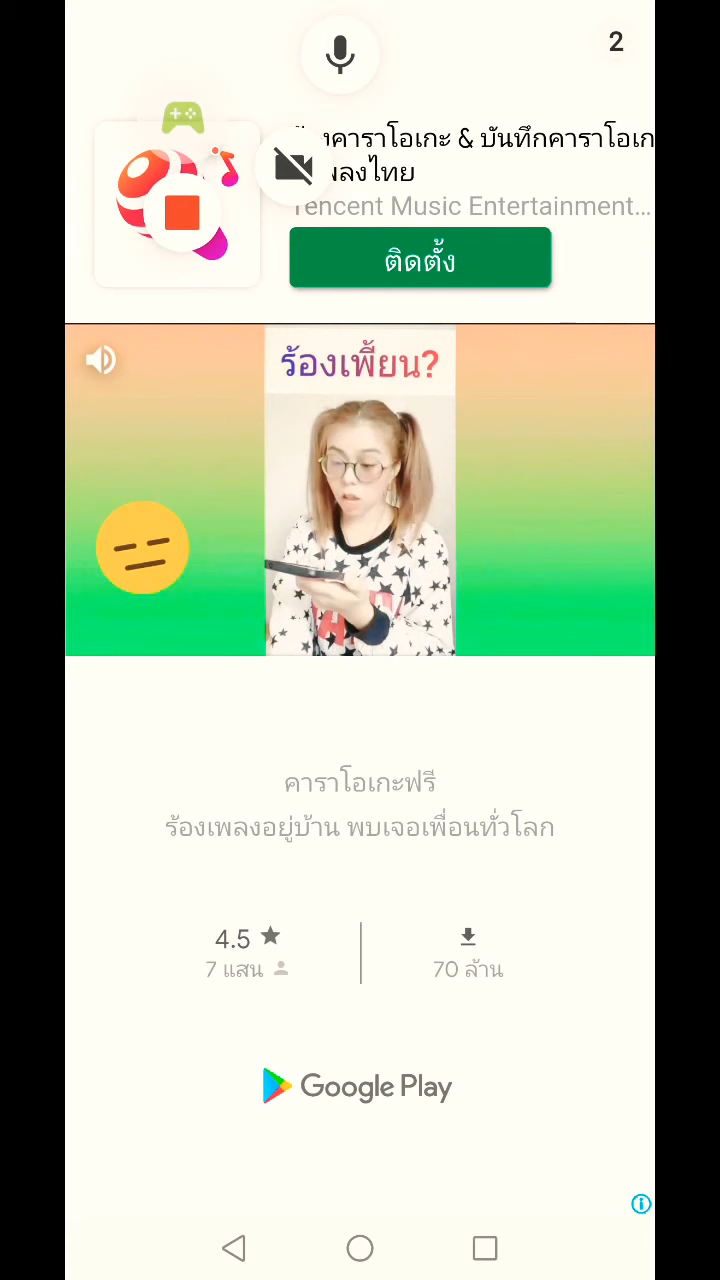 2
คาราโอเกะ & บันทึกคาราโอเก
เพลงไทย
Tencent Music Entertainment...
ติดตั้ง
ร้องเพี้ยน?
คาราโอเกะฟรี
ร้องเพลงอยู่บ้าน พบเจอเพื่อนทั่วโลก
4.5
7 แสน
70 ล้าน
Google Play